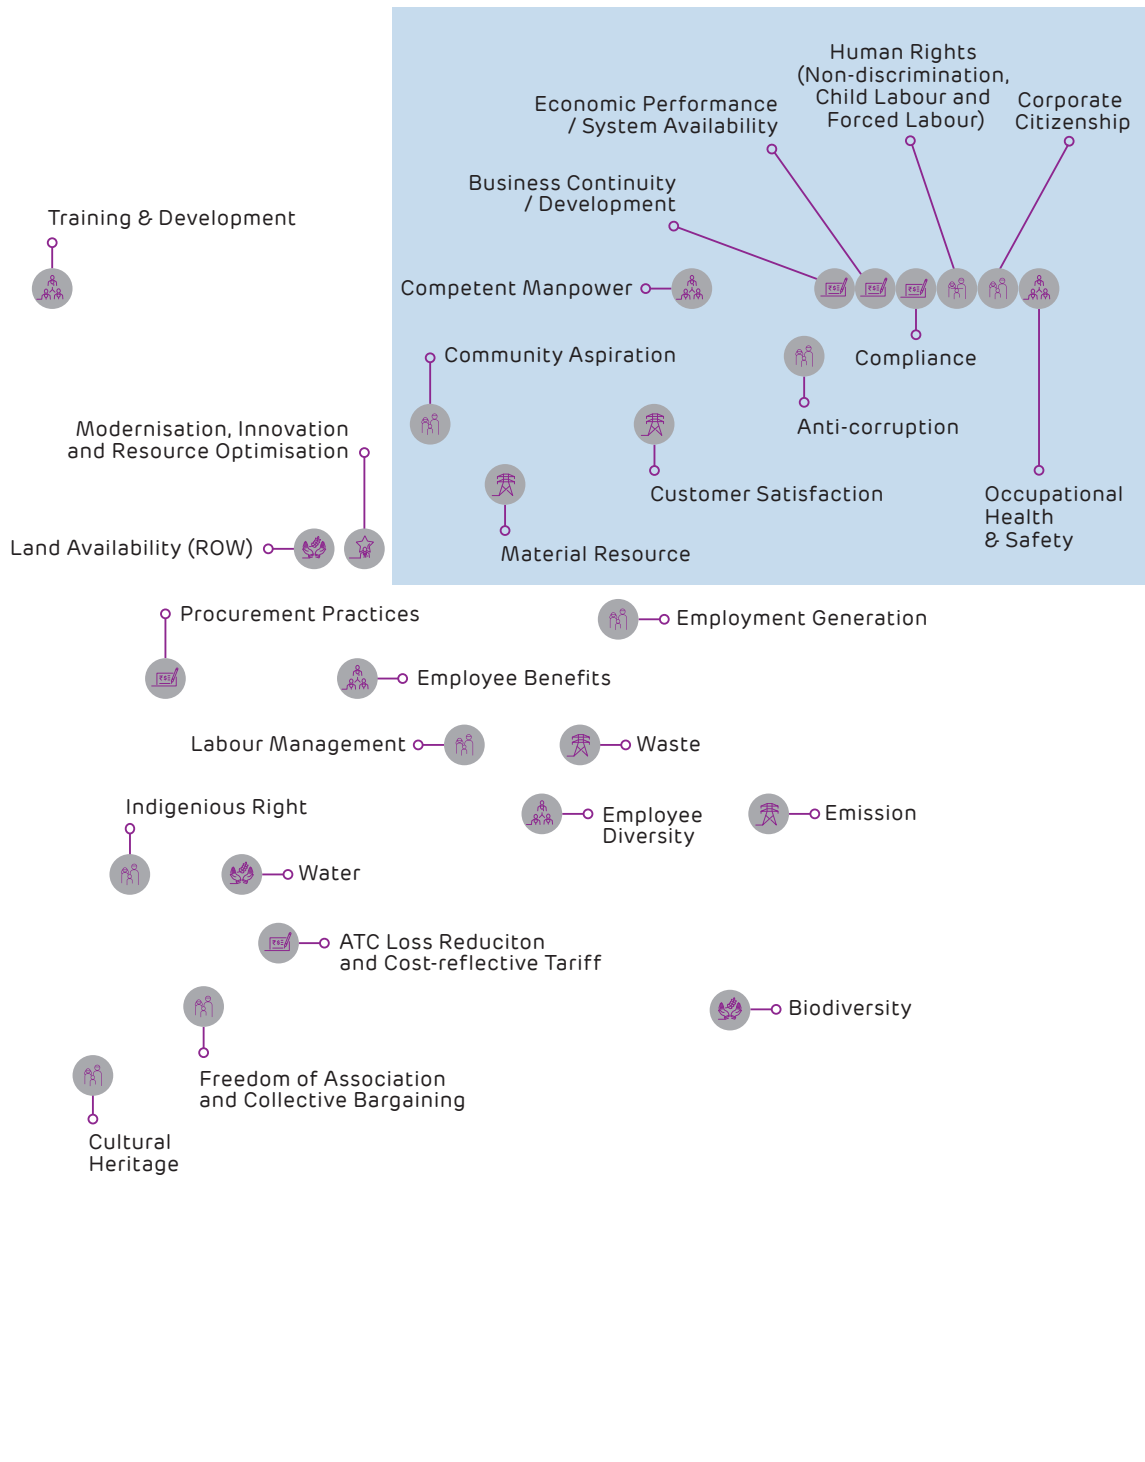 Human Rights
(Non-discrimination,
Child Labour and
Forced Labour)
Corporate
Citizenship
Economic Performance
/ System Availability
Business Continuity
/ Development
Training & Development
Competent Manpower
Community Aspiration
Compliance
Anti-corruption
Modernisation, Innovation
and Resource Optimisation
Customer Satisfaction
Occupational
Health
& Safety
Land Availability (ROW)
Material Resource
Procurement Practices
Employment Generation
Employee Benefits
Labour Management
Waste
Indigenious Right
Employee
Diversity
Emission
Water
ATC Loss Reduciton
and Cost-reflective Tariff
Biodiversity
Freedom of Association
and Collective Bargaining
Cultural
Heritage